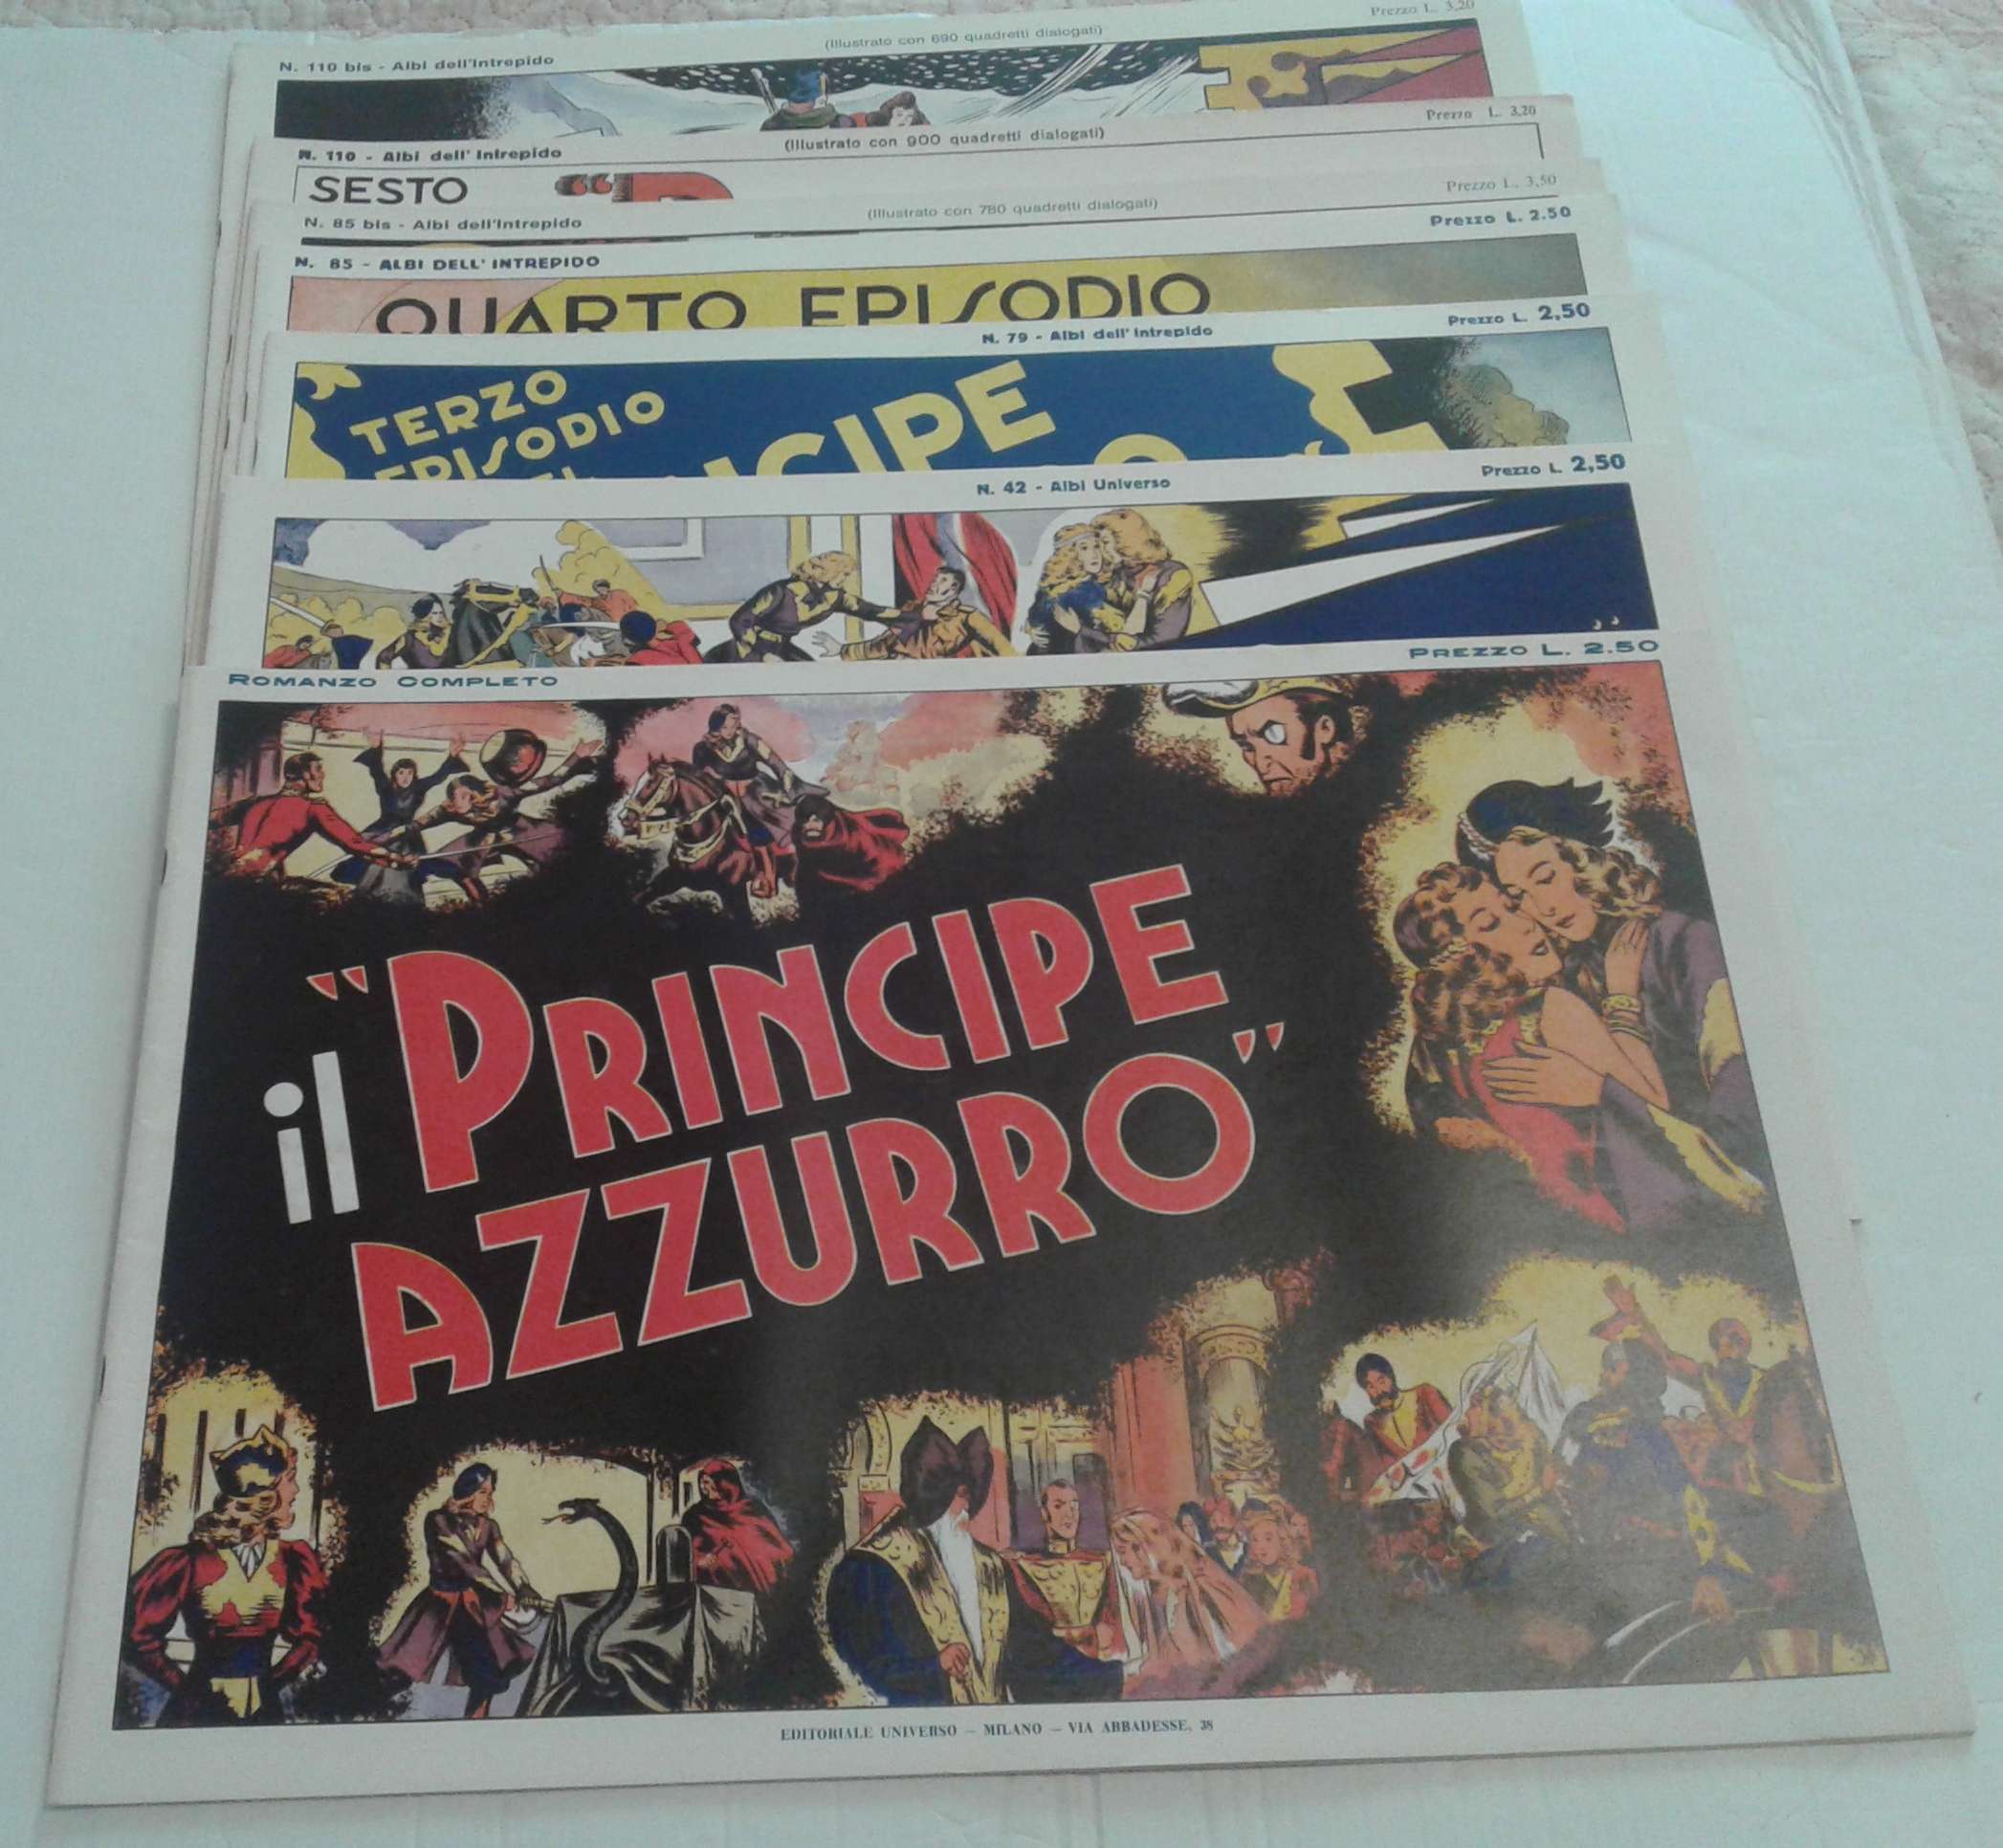 Prezzo L. 3,20
(Illustrato con 690 quadretti dialogati)
N. 110 bis - Albi dell'Intrepido
Prezzo L. 3,20
(Illustrato con 900 quadretti dialogati)
N. 110 - Albi dell' Intrepido
SESTO
Prezzo L. 3,50
(Illustrato con 780 quadretti dialogati)
N. 85 bis - Albi dell'Intrepido
Prezzo L. 2.50
N. 85 - ALBI DELL' INTREPIDO
QUARTO EPISODIO
Prezzo L. 2,50
N. 79 - Albi dell' Intrepido
TERZO
EPISODIO
NCIPE
Prezzo L. 2,50
N. 42 - Albi Universo
PREZZO L. 2.50
ROMANZO COMPLETO
il "PRINCIPE
AZZURRO"
EDITORIALE UNIVERSO — MILANO — VIA ABBADESSE, 38